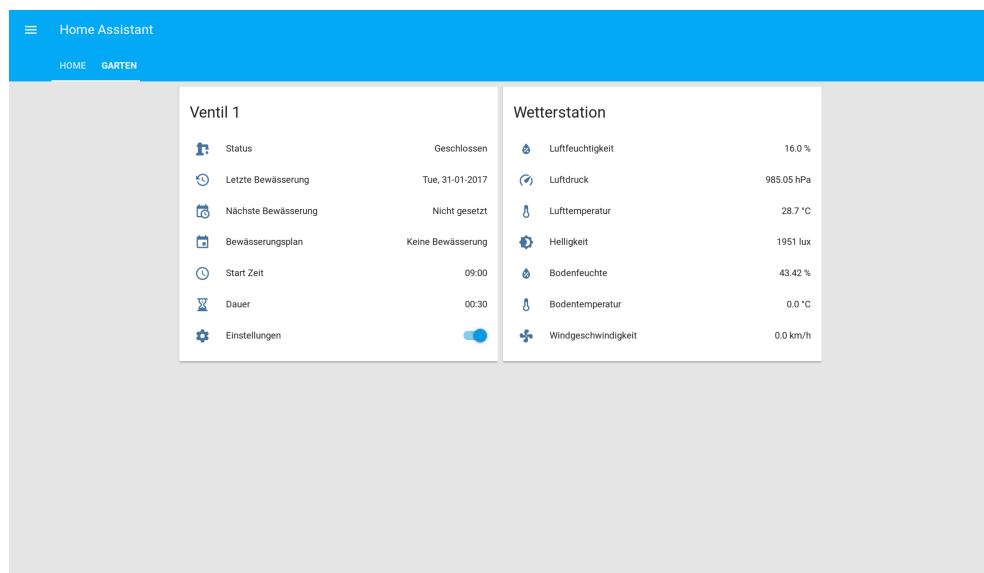 Home Assistant
HOME GARTEN
Ventil 1
Status Geschlossen
Letzte Bewässerung Tue, 31-01-2017
Nächste Bewässerung Nicht gesetzt
Bewässerungsplan Keine Bewässerung
Start Zeit 09:00
Dauer 00:30
Einstellungen
Wetterstation
Luftfeuchtigkeit 16.0 %
Luftdruck 985.05 hPa
Lufttemperatur 28.7 °C
Helligkeit 1951 lux
Bodenfeuchte 43.42 %
Bodentemperatur 0.0 °C
Windgeschwindigkeit 0.0 km/h